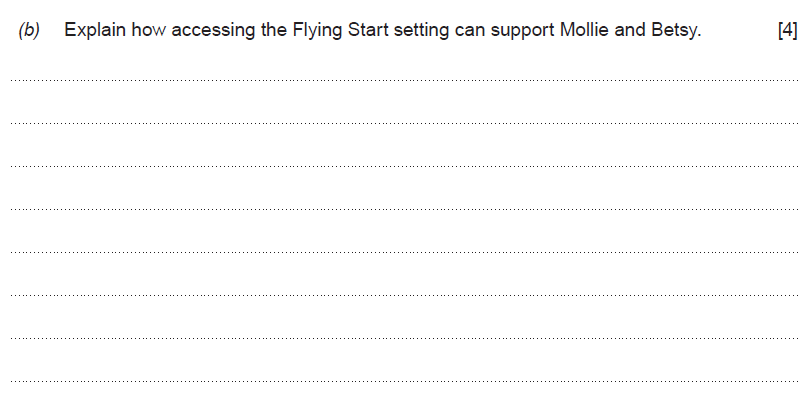 (b) Explain how accessing the Flying Start setting can support Mollie and Betsy. [4]